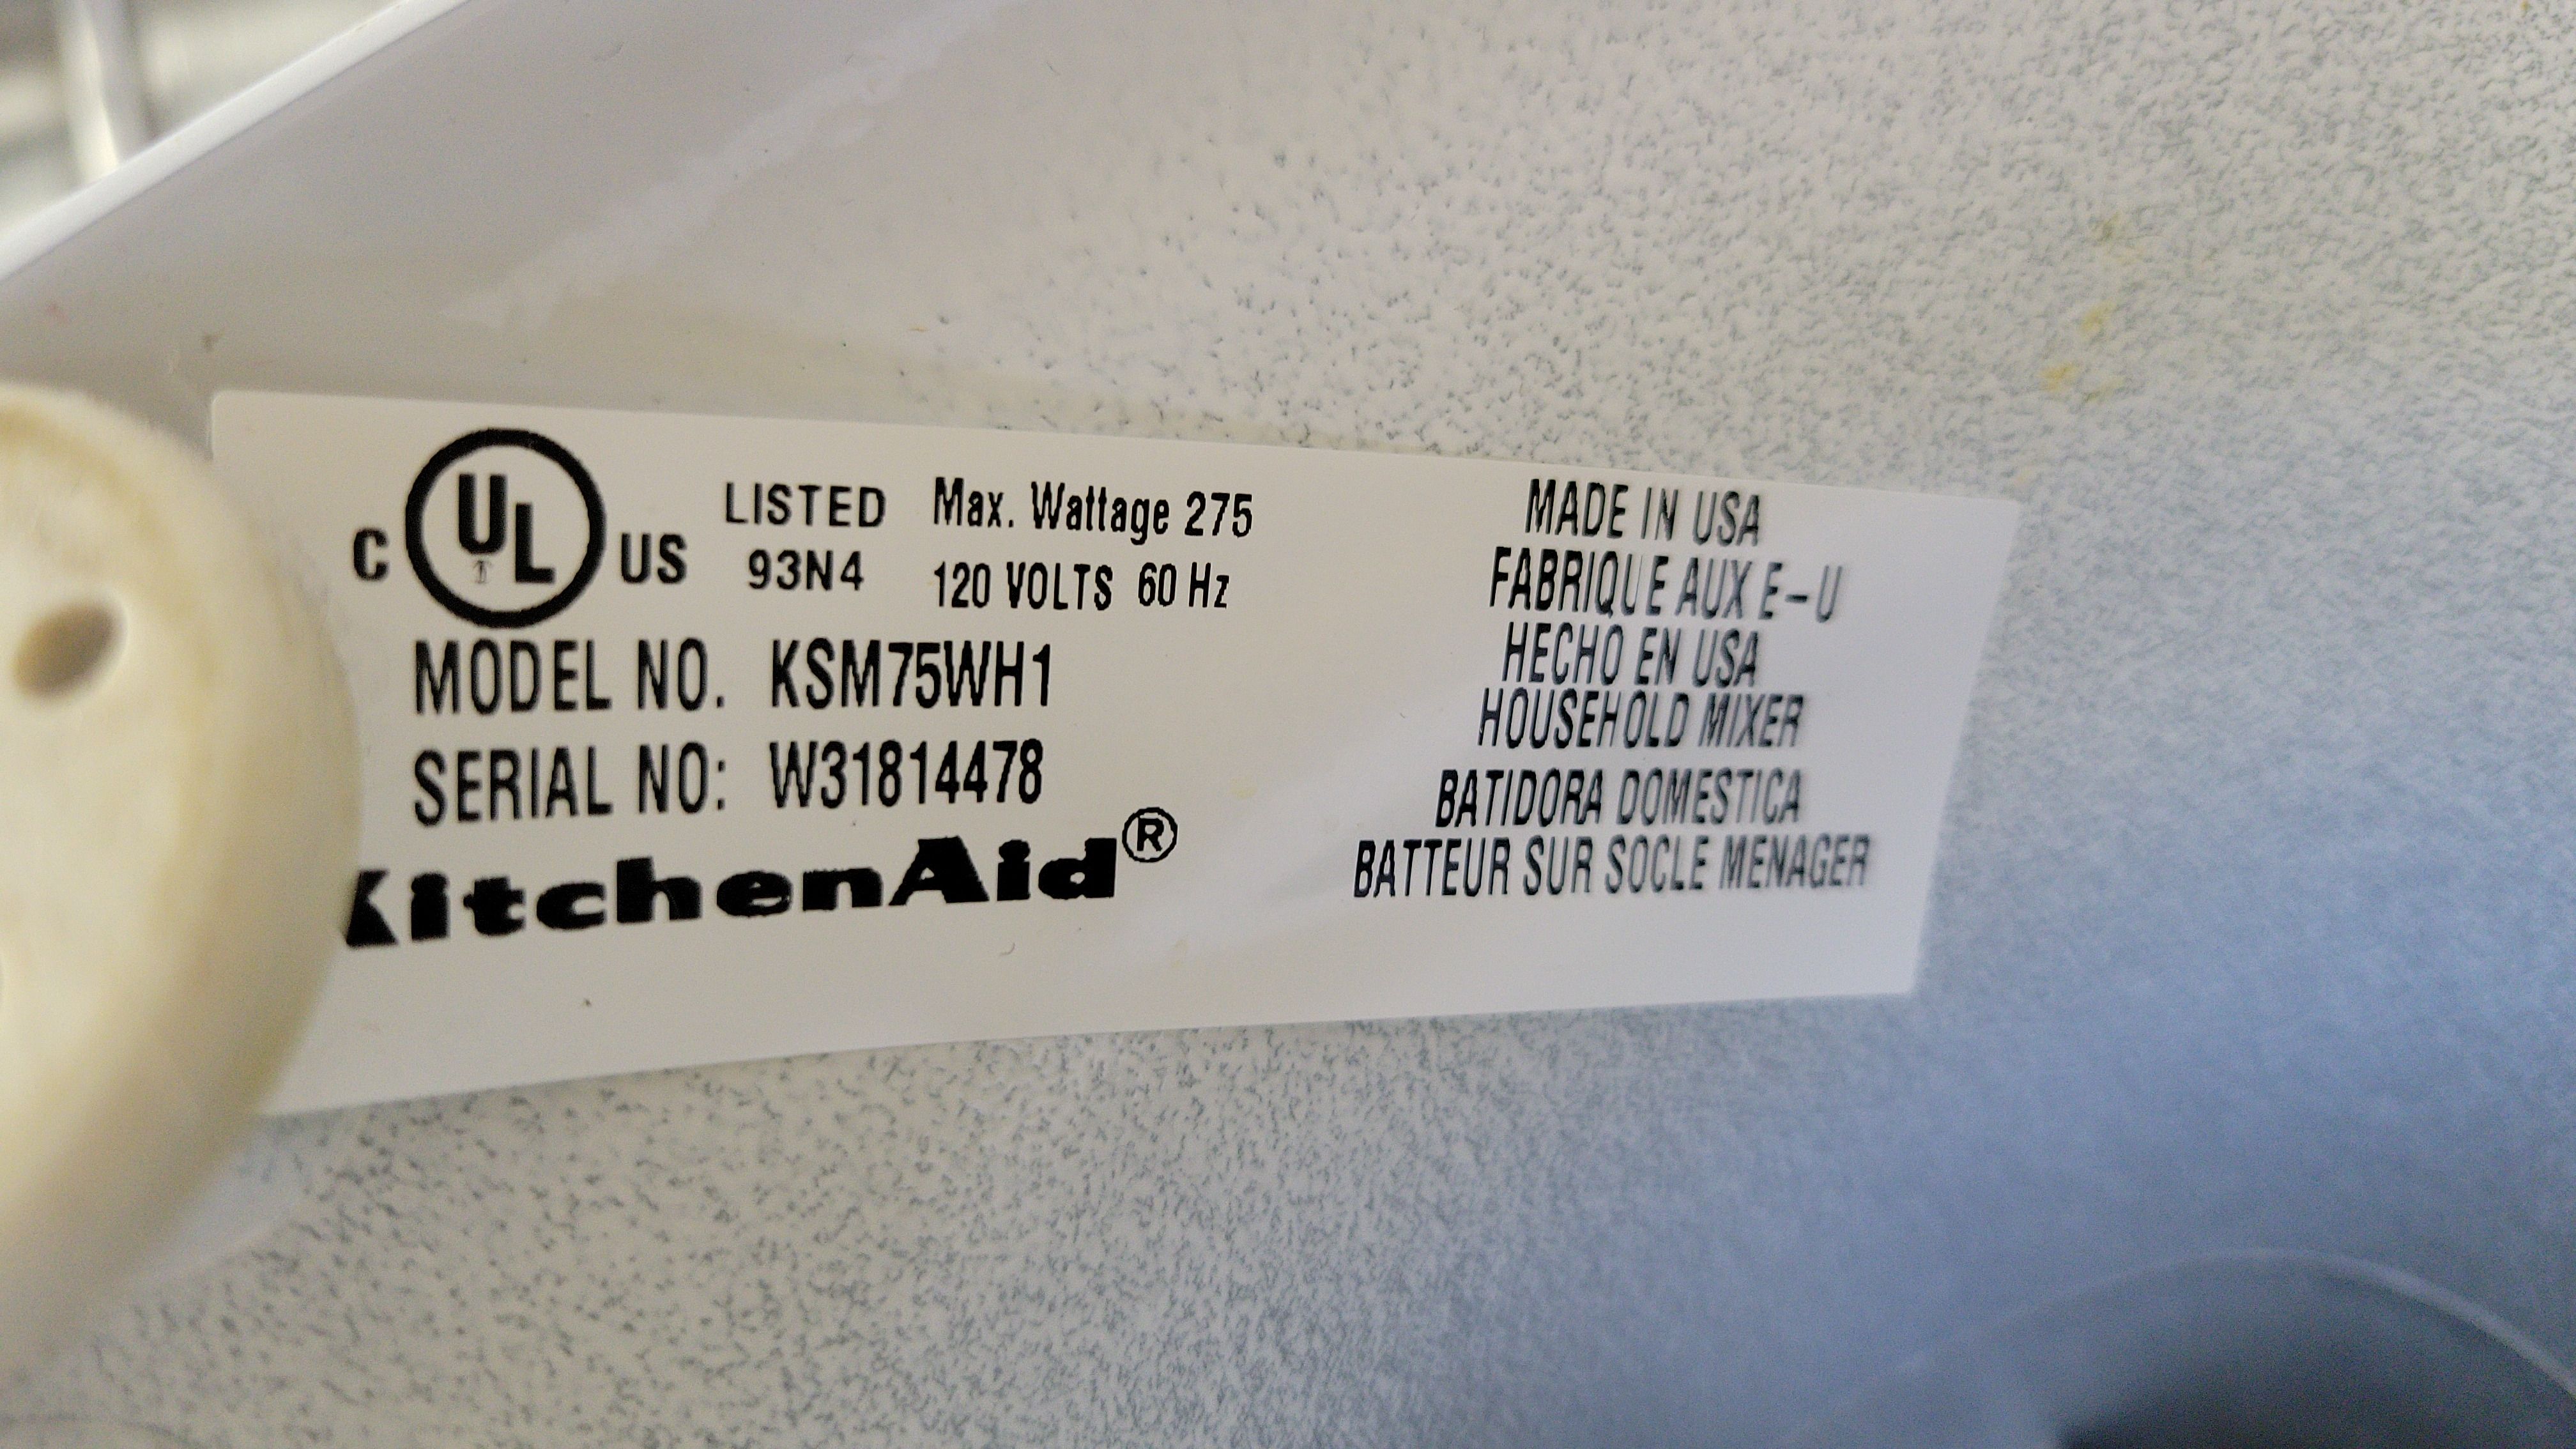 C UL US LISTED Max. Wattage 275
93N4 120 VOLTS 60 Hz
MODEL NO. KSM75WH1
SERIAL NO: W31814478
KitchenAid®
MADE IN USA
FABRIQUE AUX E-U
HECHO EN USA
HOUSEHOLD MIXER
BATIDORA DOMESTICA
BATTEUR SUR SOCLE MENAGER